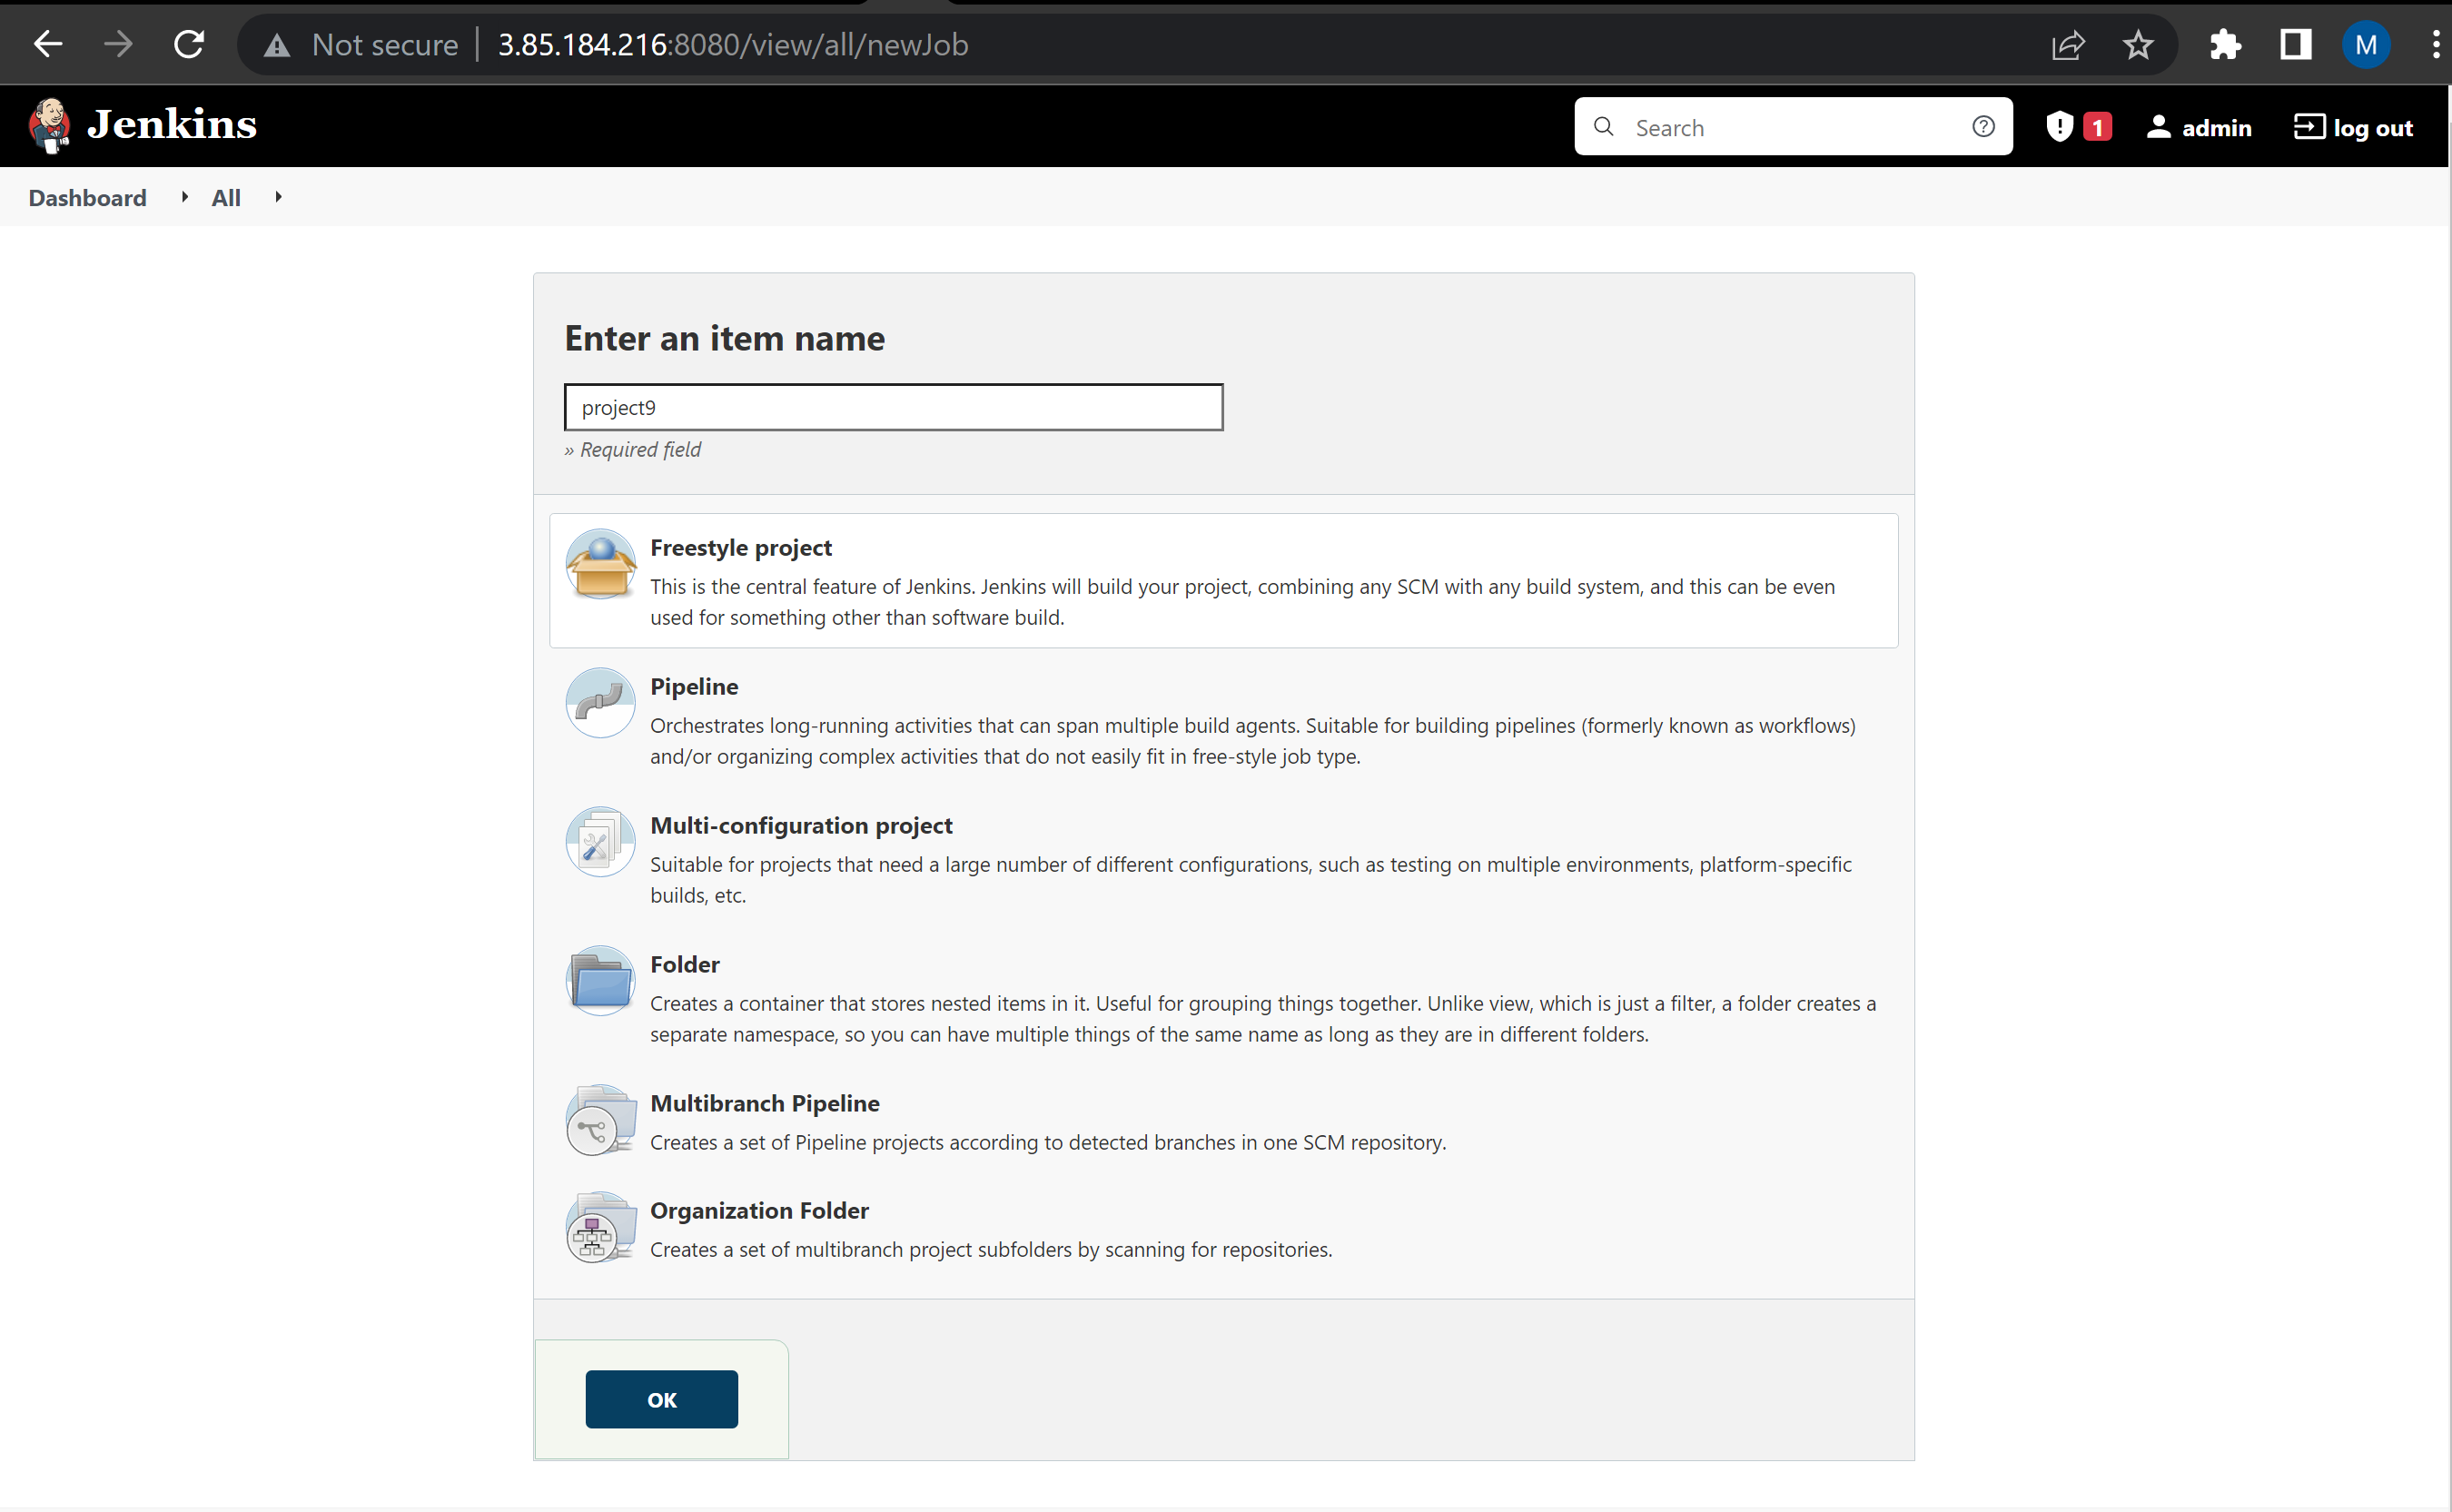 Not secure | 3.85.184.216:8080/view/all/newJob
M
Jenkins
Search
1
admin
log out
Dashboard
All
Enter an item name
project9
» Required field
Freestyle project
This is the central feature of Jenkins. Jenkins will build your project, combining any SCM with any build system, and this can be even
used for something other than software build.
Pipeline
Orchestrates long-running activities that can span multiple build agents. Suitable for building pipelines (formerly known as workflows)
and/or organizing complex activities that do not easily fit in free-style job type.
Multi-configuration project
Suitable for projects that need a large number of different configurations, such as testing on multiple environments, platform-specific
builds, etc.
Folder
Creates a container that stores nested items in it. Useful for grouping things together. Unlike view, which is just a filter, a folder creates a
separate namespace, so you can have multiple things of the same name as long as they are in different folders.
Multibranch Pipeline
Creates a set of Pipeline projects according to detected branches in one SCM repository.
Organization Folder
Creates a set of multibranch project subfolders by scanning for repositories.
OK